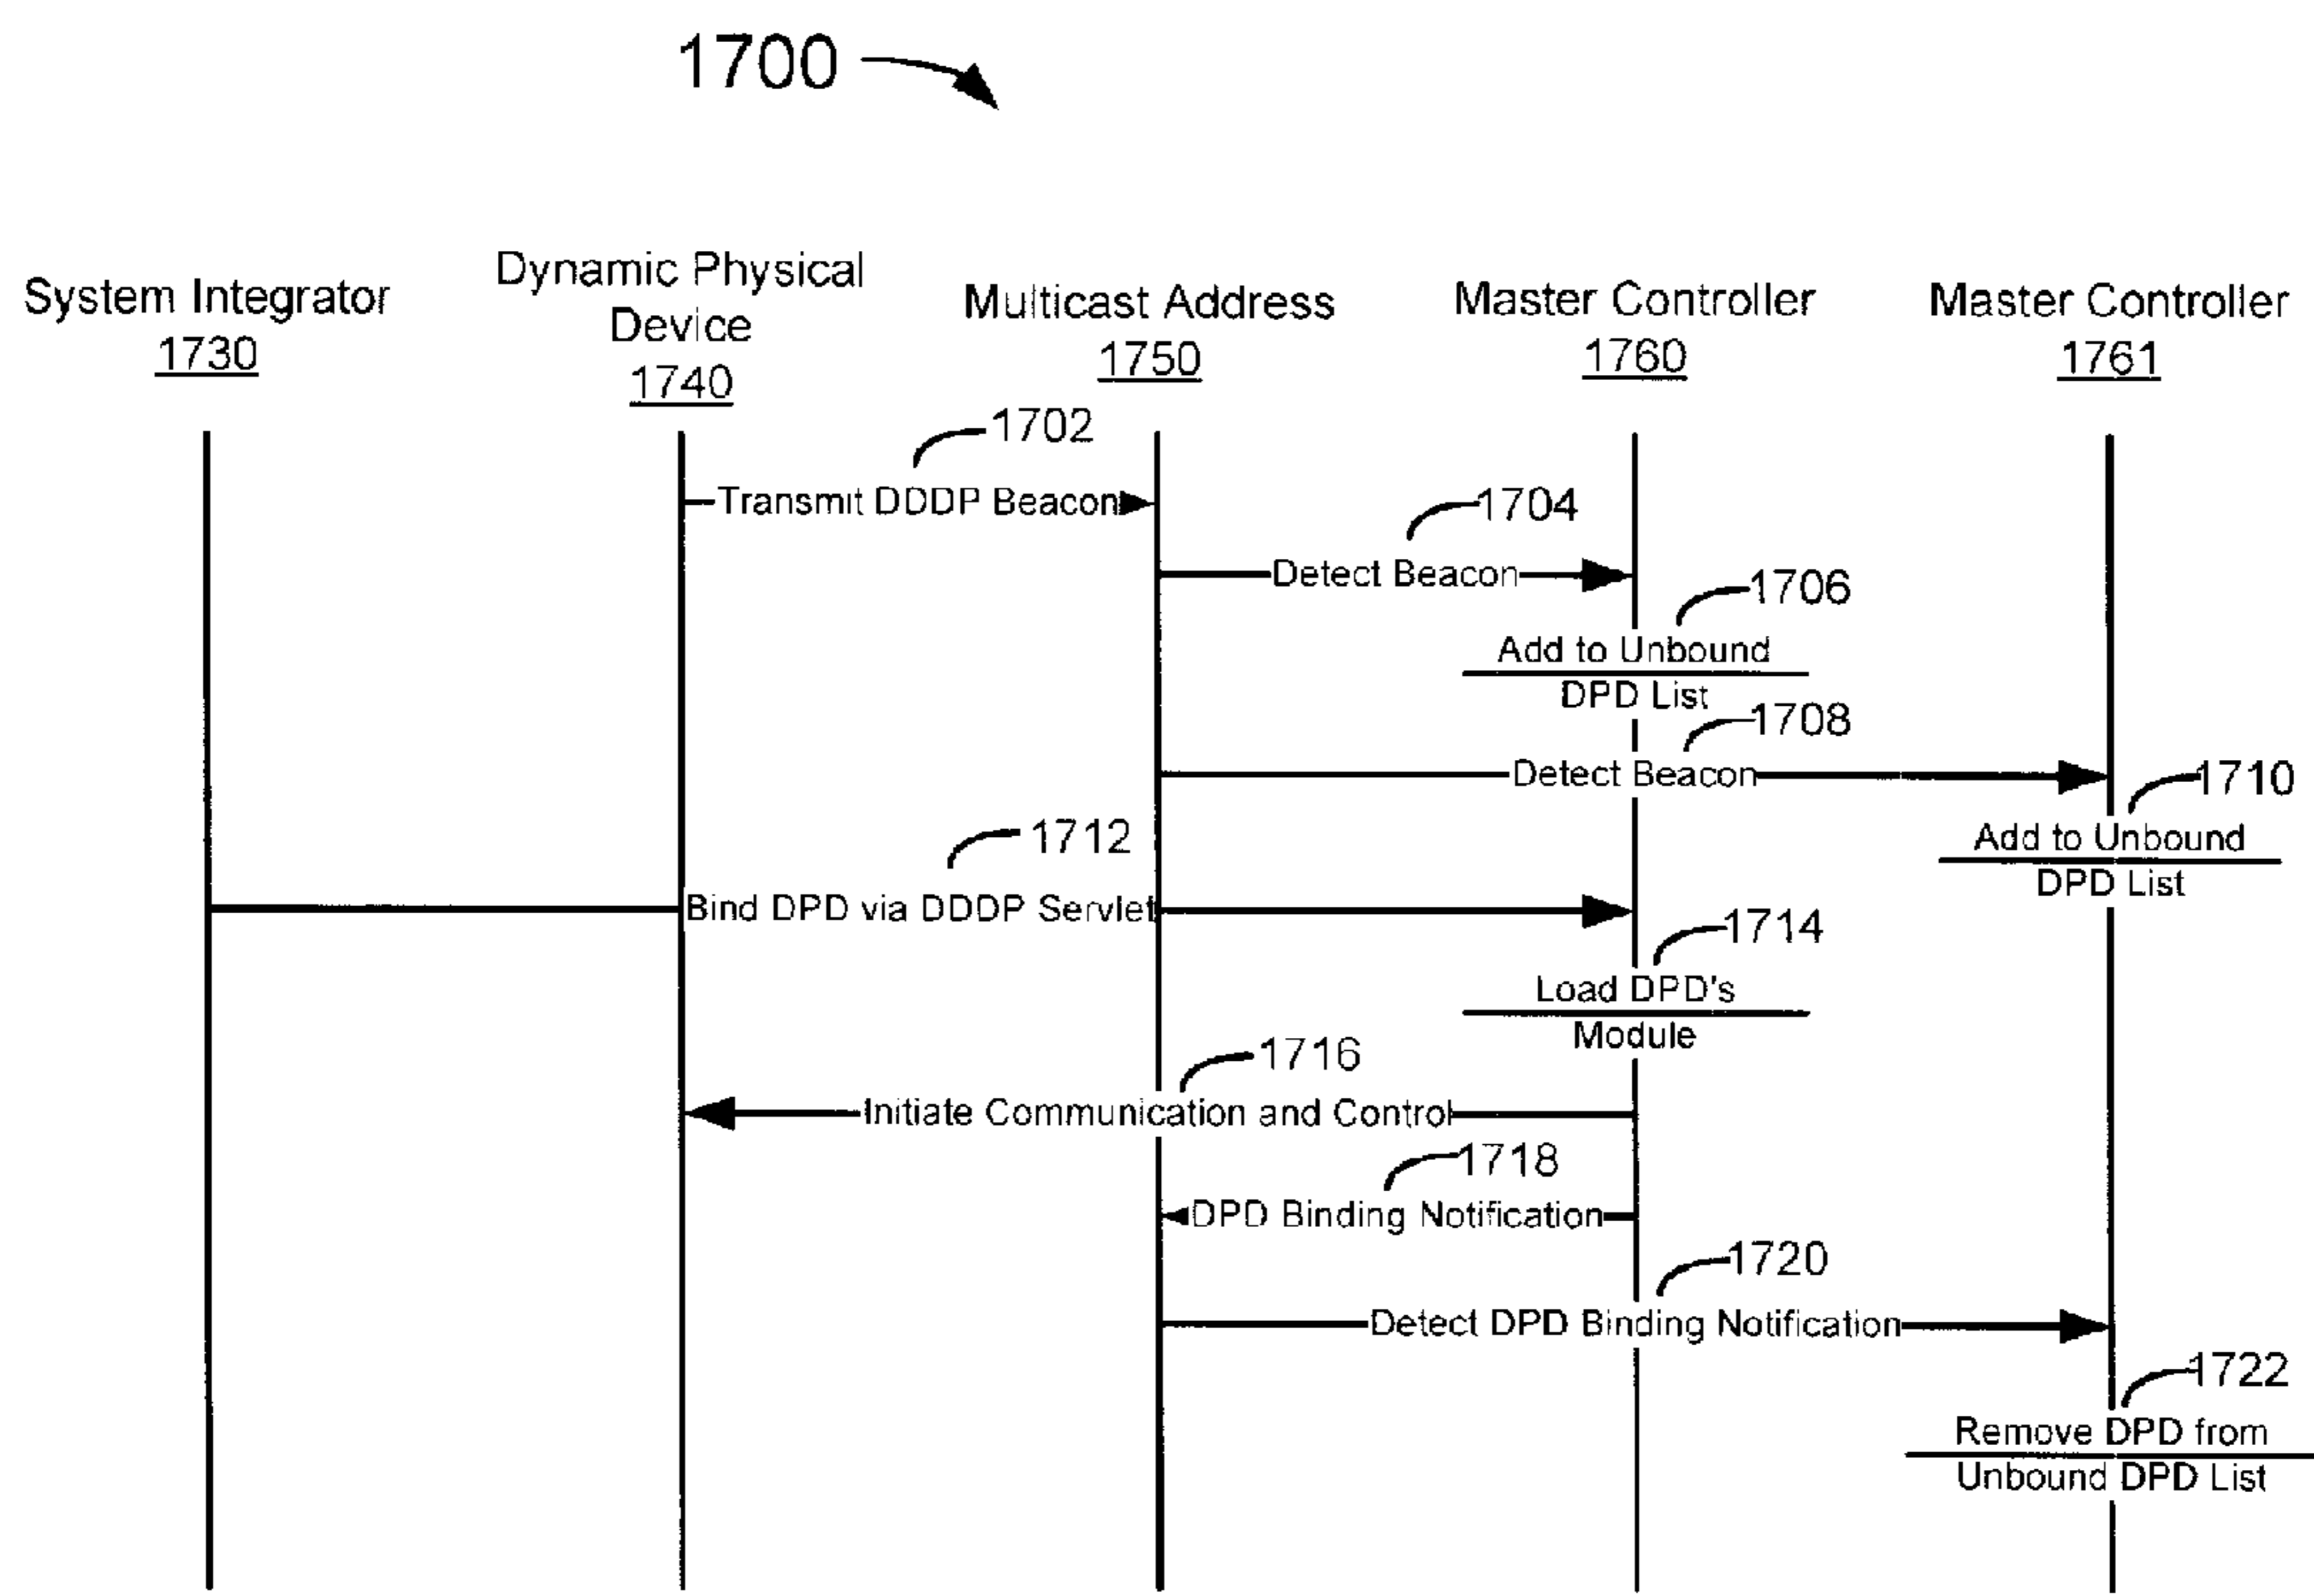 1700
System Integrator
1730
Dynamic Physical
Device
1740
Multicast Address
1750
Master Controller
1760
Master Controller
1761
1702
Transmit DDDP Beacon
1704
Detect Beacon
1706
Add to Unbound
DPD List
1708
Detect Beacon
1710
Add to Unbound
DPD List
1712
Bind DPD via DDDP Servlet
1714
Load DPD's
Module
1716
Initiate Communication and Control
1718
DPD Binding Notification
1720
Detect DPD Binding Notification
1722
Remove DPD from
Unbound DPD List